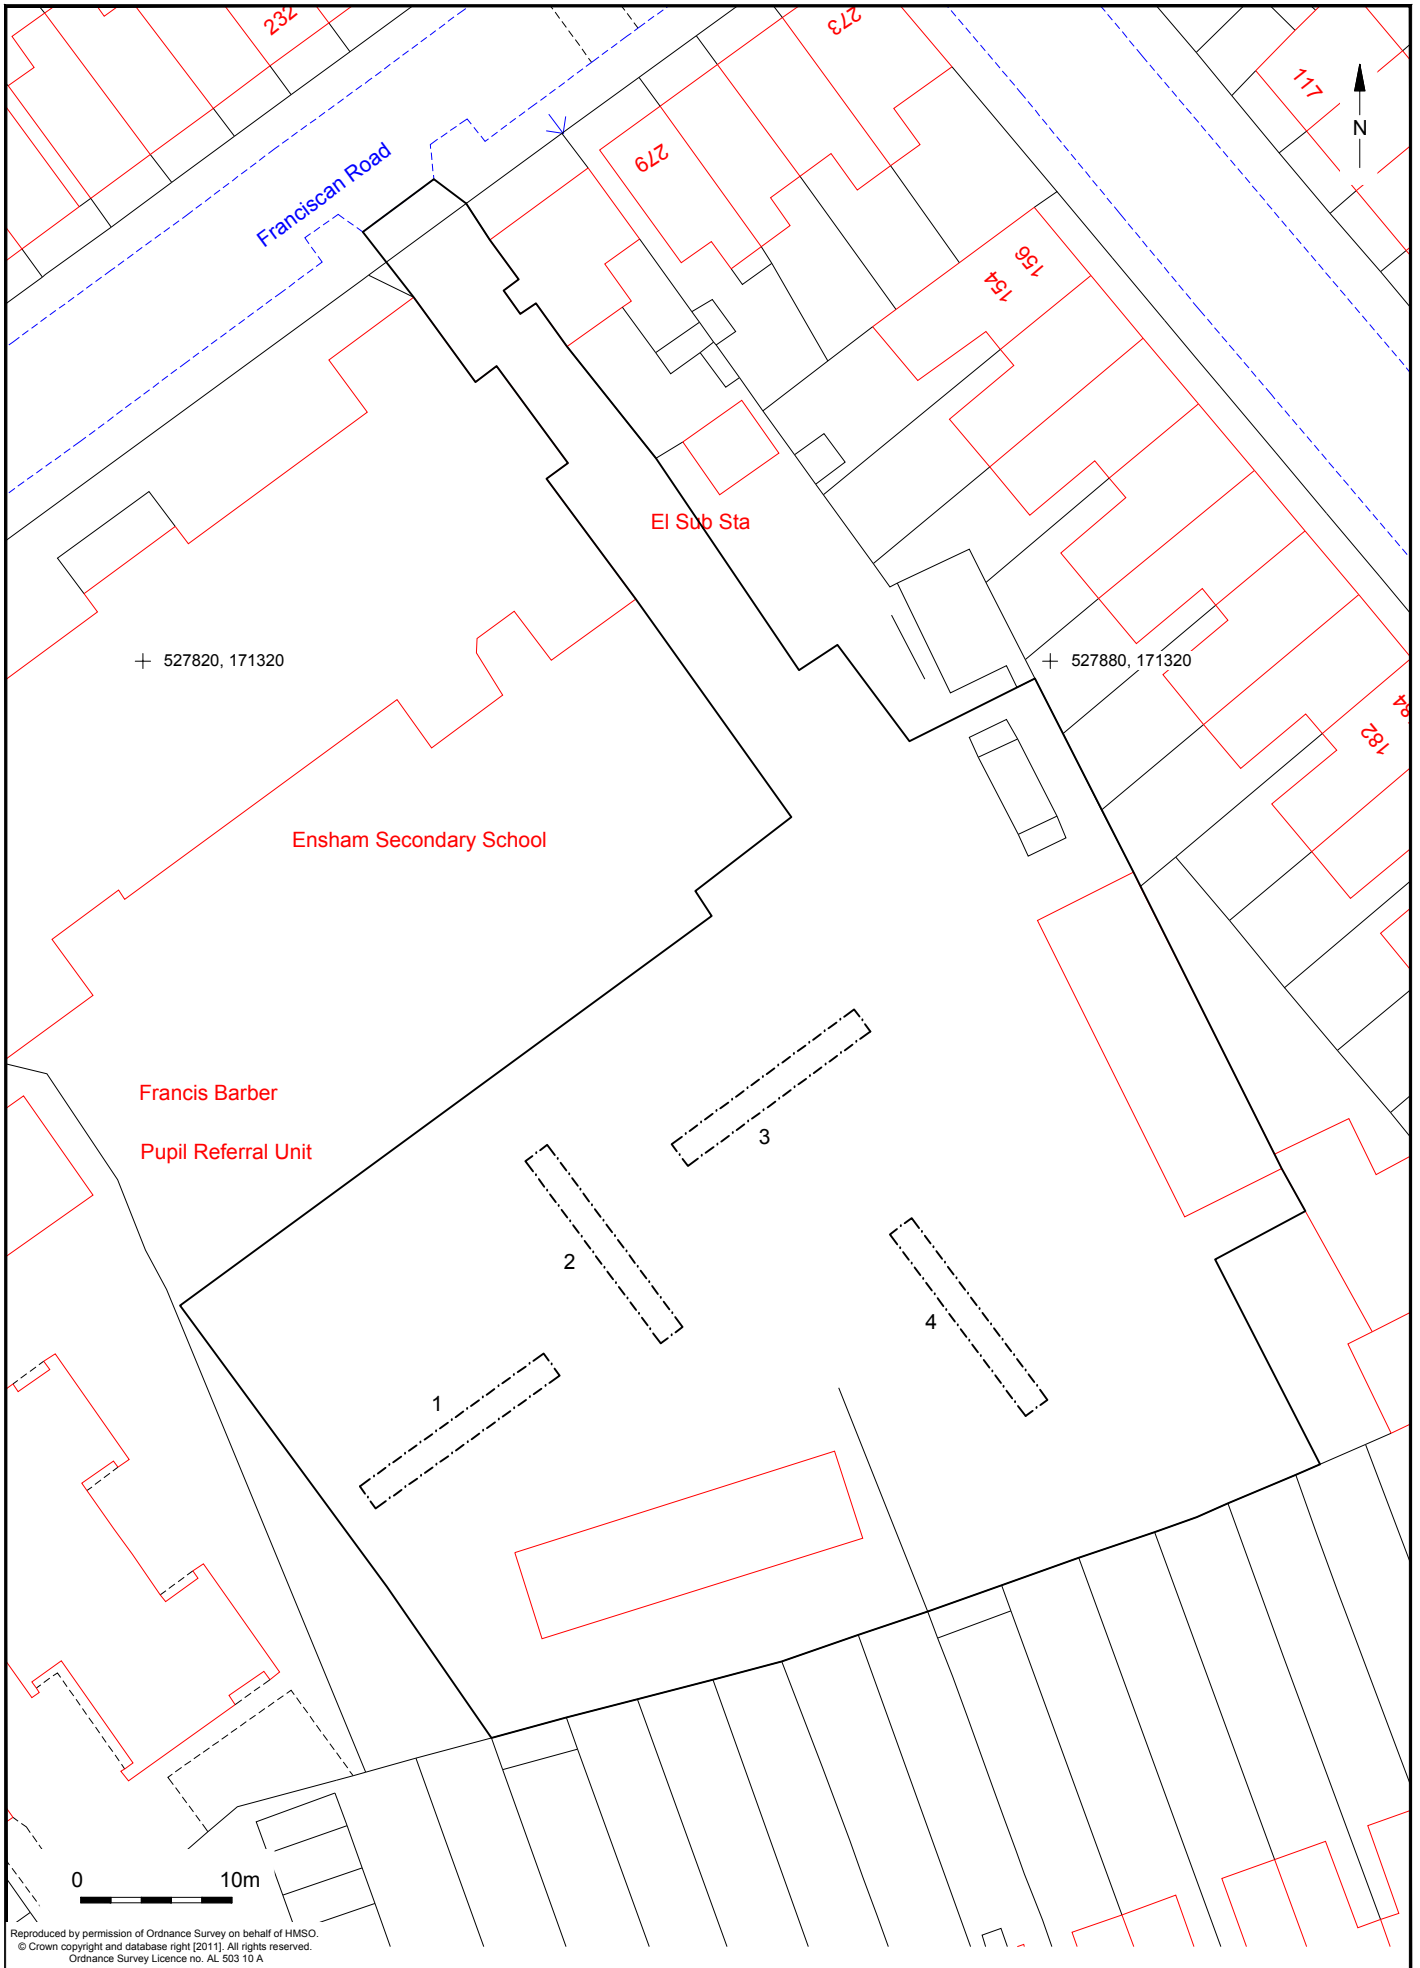 232
273
117
N
Franciscan Road
279
156
154
El Sub Sta
527820, 171320
527880, 171320
184
182
Ensham Secondary School
Francis Barber
Pupil Referral Unit
3
2
4
1
0 10m
Reproduced by permission of Ordnance Survey on behalf of HMSO.
© Crown copyright and database right [2011]. All rights reserved.
Ordnance Survey Licence no. AL 503 10 A